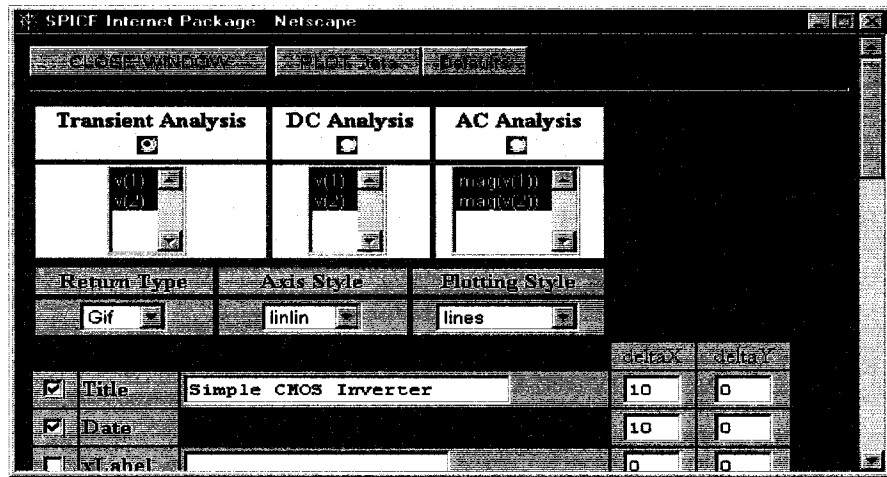 SPICE Internet Package Netscape
CLOSE WINDOW PLOT Data Defaults
Transient Analysis DC Analysis AC Analysis
v(1) v(1) mag(v(1))
v(2) v(2) mag(v(2))
Return Type Axis Style Plotting Style
Gif linlin lines
deltaX deltaY
Title Simple CMOS Inverter 10 0
Date 10 0
xLabel 0 0